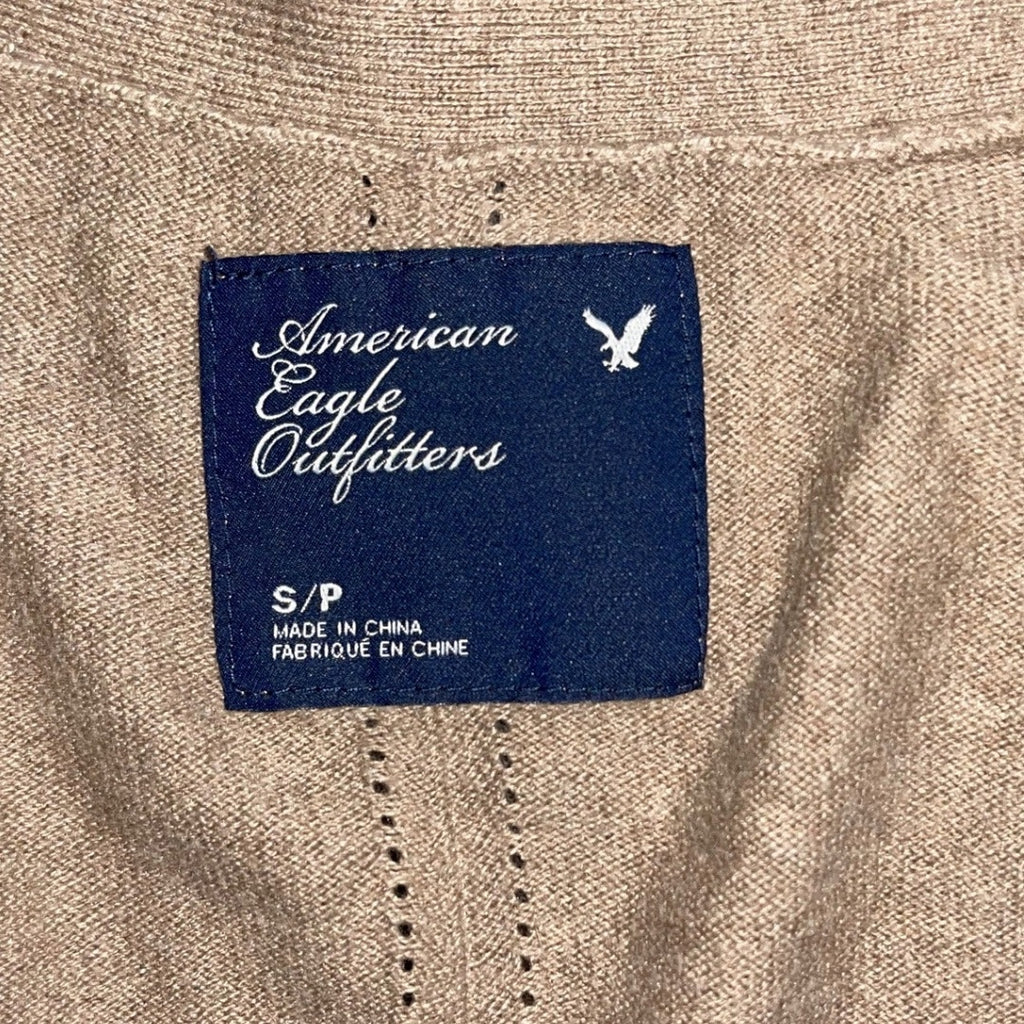 American
Eagle
Outfitters
S/P
MADE IN CHINA
FABRIQUÉ EN CHINE